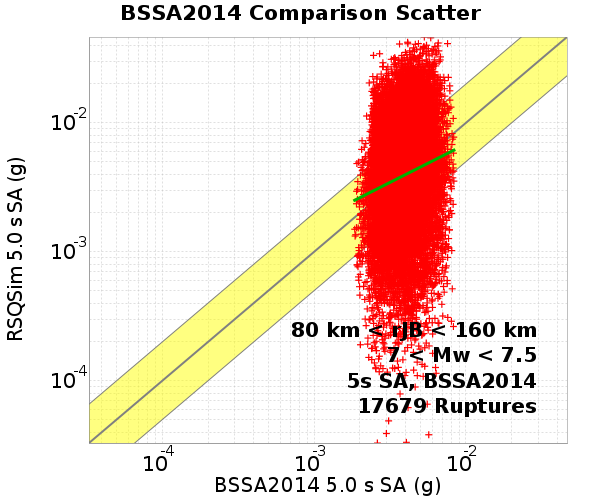 BSSA2014 Comparison Scatter
RSQSim 5.0 s SA (g)
10-2
10-3
10-4
80 km < rJB < 160 km
7 < Mw < 7.5
5s SA, BSSA2014
17679 Ruptures
10-4 10-3 10-2
BSSA2014 5.0 s SA (g)